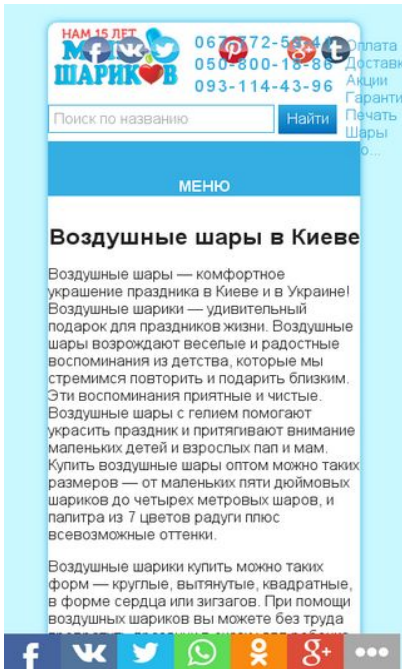 НАМ 15 ЛЕТ
ШАРИКОВ
050-800-18-86
093-114-43-96
Оплата
Доставк
Акции
Гаранти
Печать
Шары
Поиск по названию
Найти
МЕНЮ
Воздушные шары в Киеве
Воздушные шары — комфортное
украшение праздника в Киеве и в Украине!
Воздушные шарики — удивительный
подарок для праздников жизни. Воздушные
шары возрождают веселые и радостные
воспоминания из детства, которые мы
стремимся повторить и подарить близким.
Эти воспоминания приятные и чистые.
Воздушные шары с гелием помогают
украсить праздник и притягивают внимание
маленьких детей и взрослых пап и мам.
Купить воздушные шары оптом можно таких
размеров — от маленьких пяти дюймовых
шариков до четырех метровых шаров, и
палитра из 7 цветов радуги плюс
всевозможные оттенки.
Воздушные шарики купить можно таких
форм — круглые, вытянутые, квадратные,
в форме сердца или зигзагов. При помощи
воздушных шариков вы можете без труда